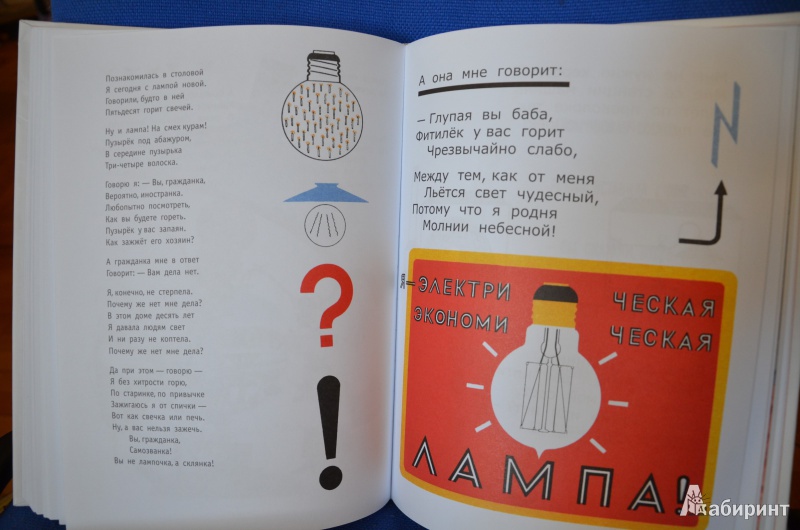 Познакомилась в столовой
Я сегодня с лампой новой.
Говорили, будто в ней
Пятьдесят горит свечей.
Ну и лампа! На смех курам!
Пузырёк под абажуром,
В середине пузырька
Три-четыре волоска.
Говорю я: — Вы, гражданка,
Вероятно, иностранка.
Любопытно посмотреть,
Как вы будете гореть.
Пузырёк у вас запаян,
Как зажжёт его хозяин?
А гражданка мне в ответ
Говорит: — Вам дела нет.
Я, конечно, не стерпела.
Почему же нет мне дела?
В этом доме десять лет
Я давала людям свет
И ни разу не коптела.
Почему же нет мне дела?
Да при этом — говорю —
Я без хитрости горю,
По старинке, по привычке
Зажигаюсь я от спички —
Вот как свечка или печь.
Ну, а вас нельзя зажечь.
Вы, гражданка,
Самозванка!
Вы не лампочка, а склянка!
?
!
А она мне говорит:
— Глупая вы баба,
Фитилёк у вас горит
Чрезвычайно слабо,
Между тем, как от меня
Льётся свет чудесный,
Потому что я родня
Молнии небесной!
ЭЛЕКТРИ ЧЕСКАЯ
ЭКОНОМИ ЧЕСКАЯ
ЛАМПА!
Лабиринт